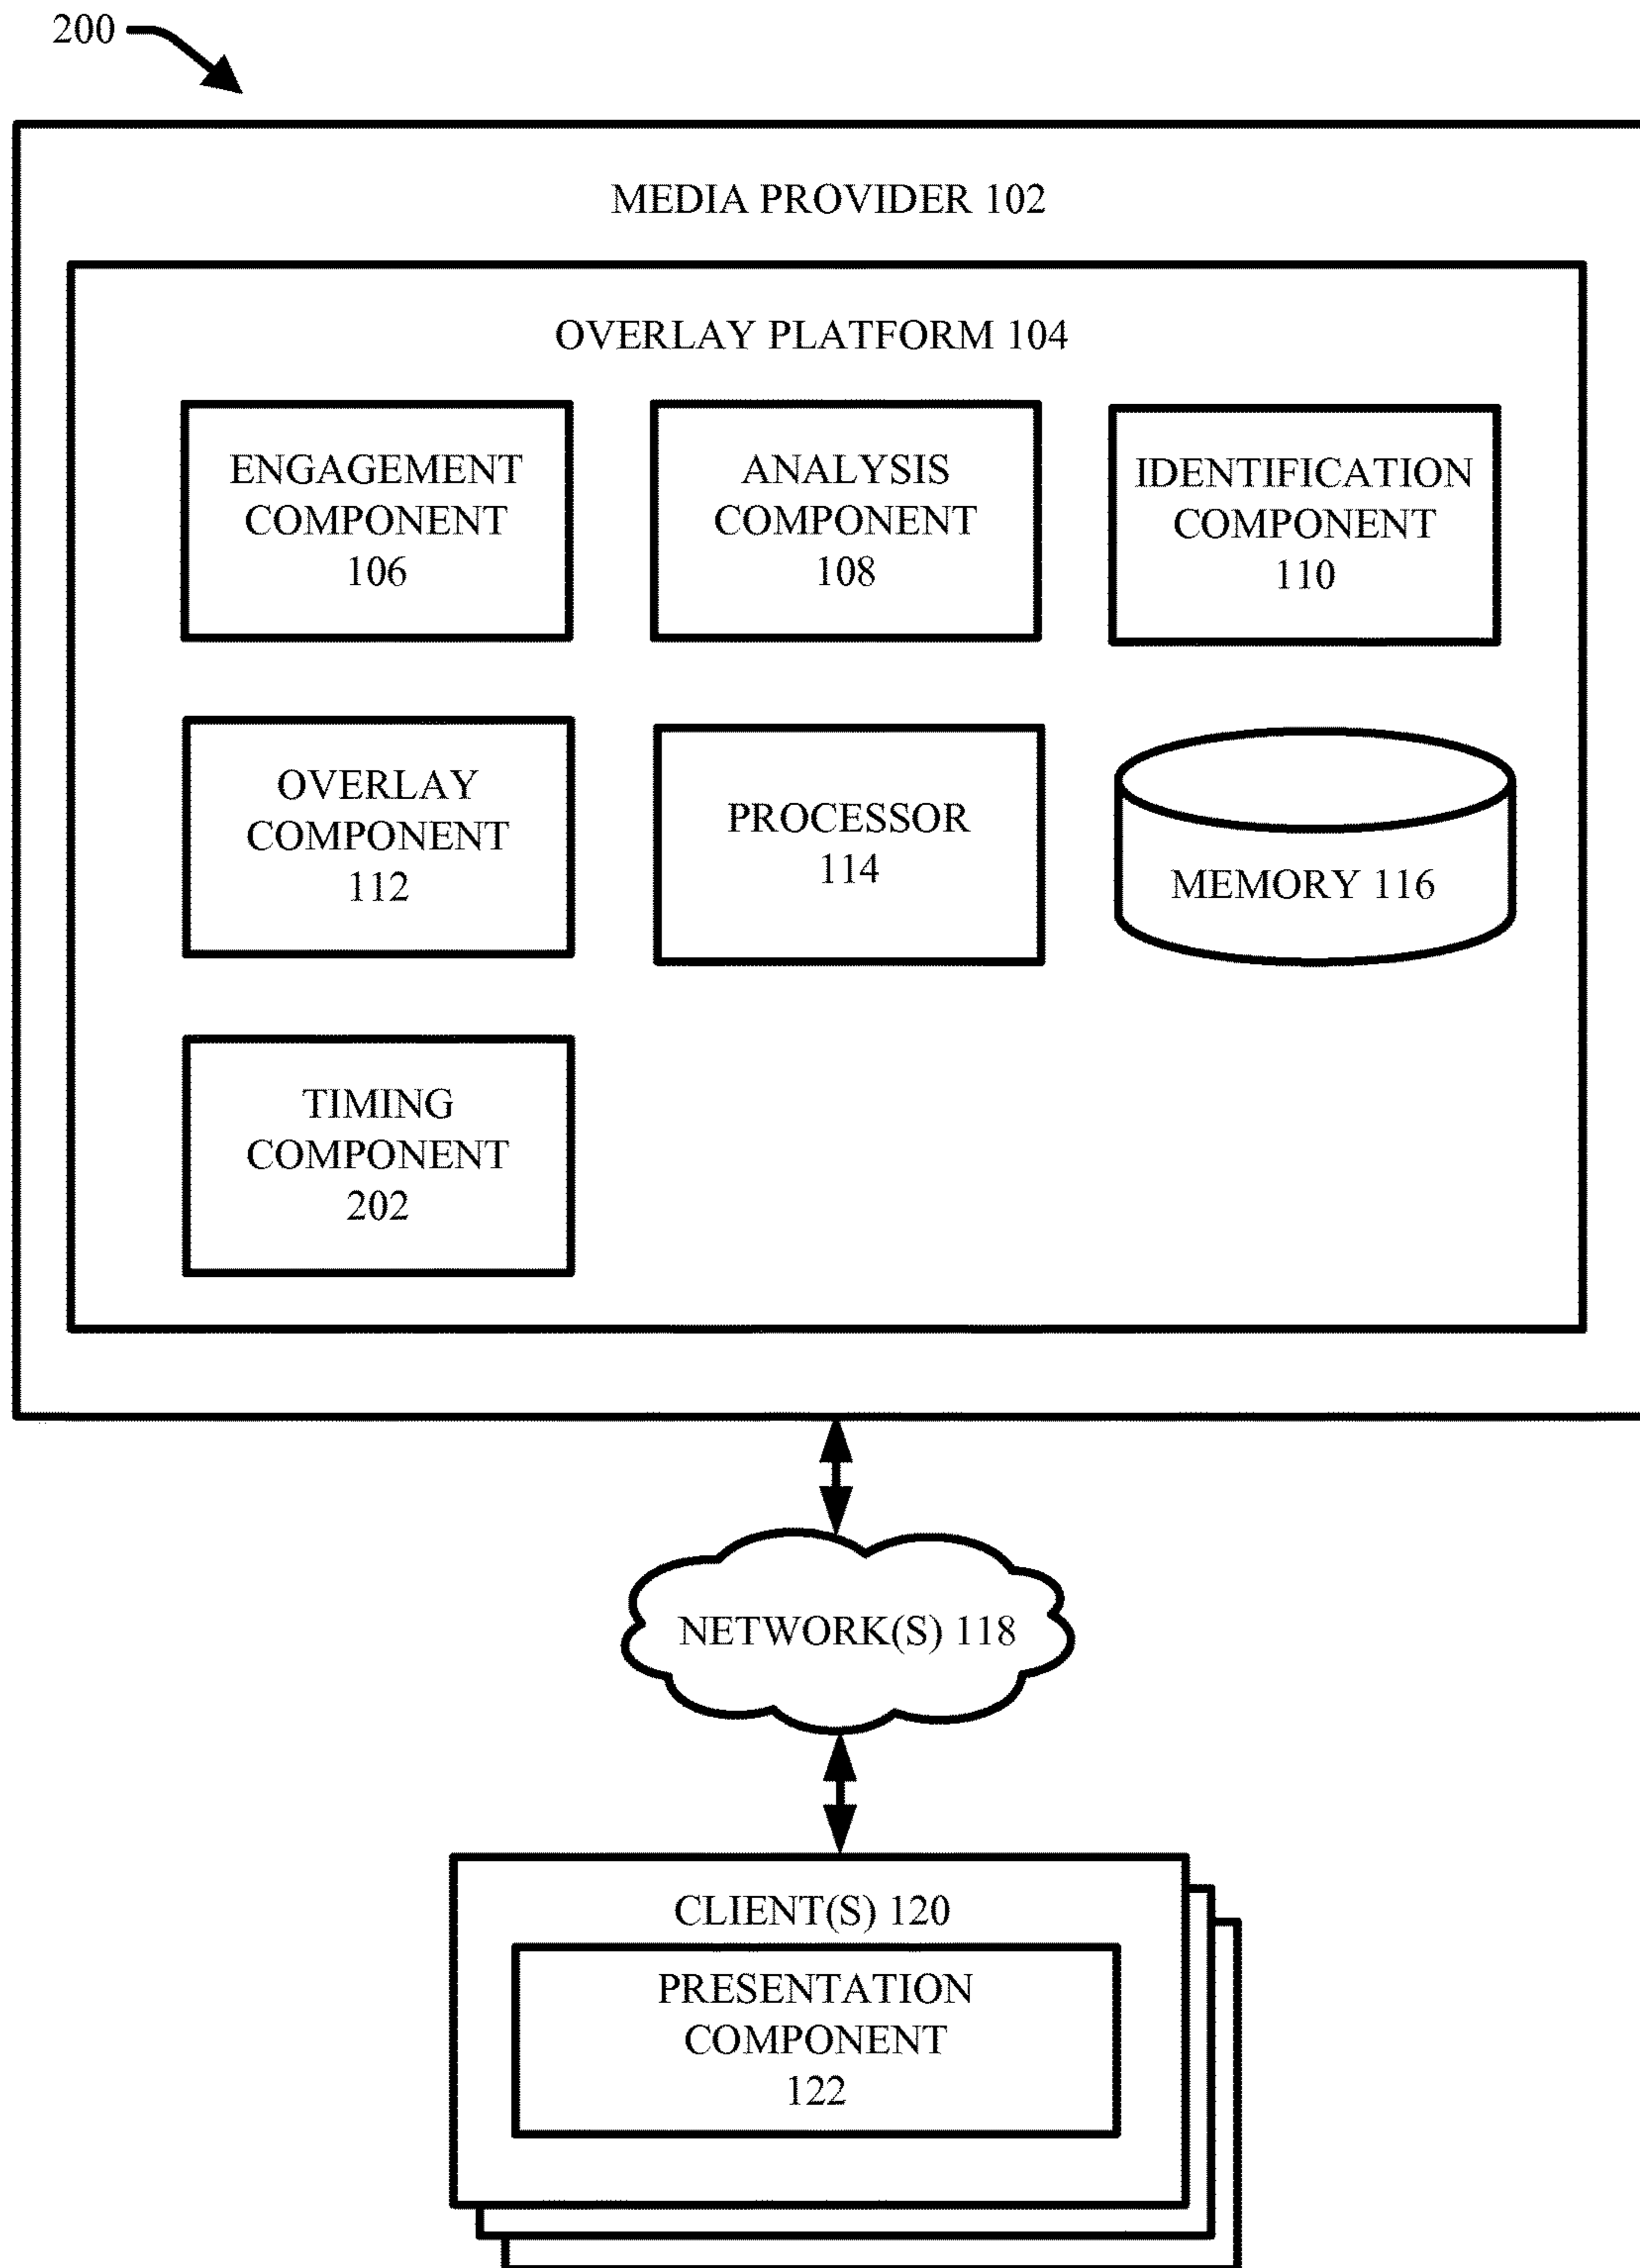 200
MEDIA PROVIDER 102
OVERLAY PLATFORM 104
ENGAGEMENT
COMPONENT
106
ANALYSIS
COMPONENT
108
IDENTIFICATION
COMPONENT
110
OVERLAY
COMPONENT
112
PROCESSOR
114
MEMORY 116
TIMING
COMPONENT
202
NETWORK(S) 118
CLIENT(S) 120
PRESENTATION
COMPONENT
122